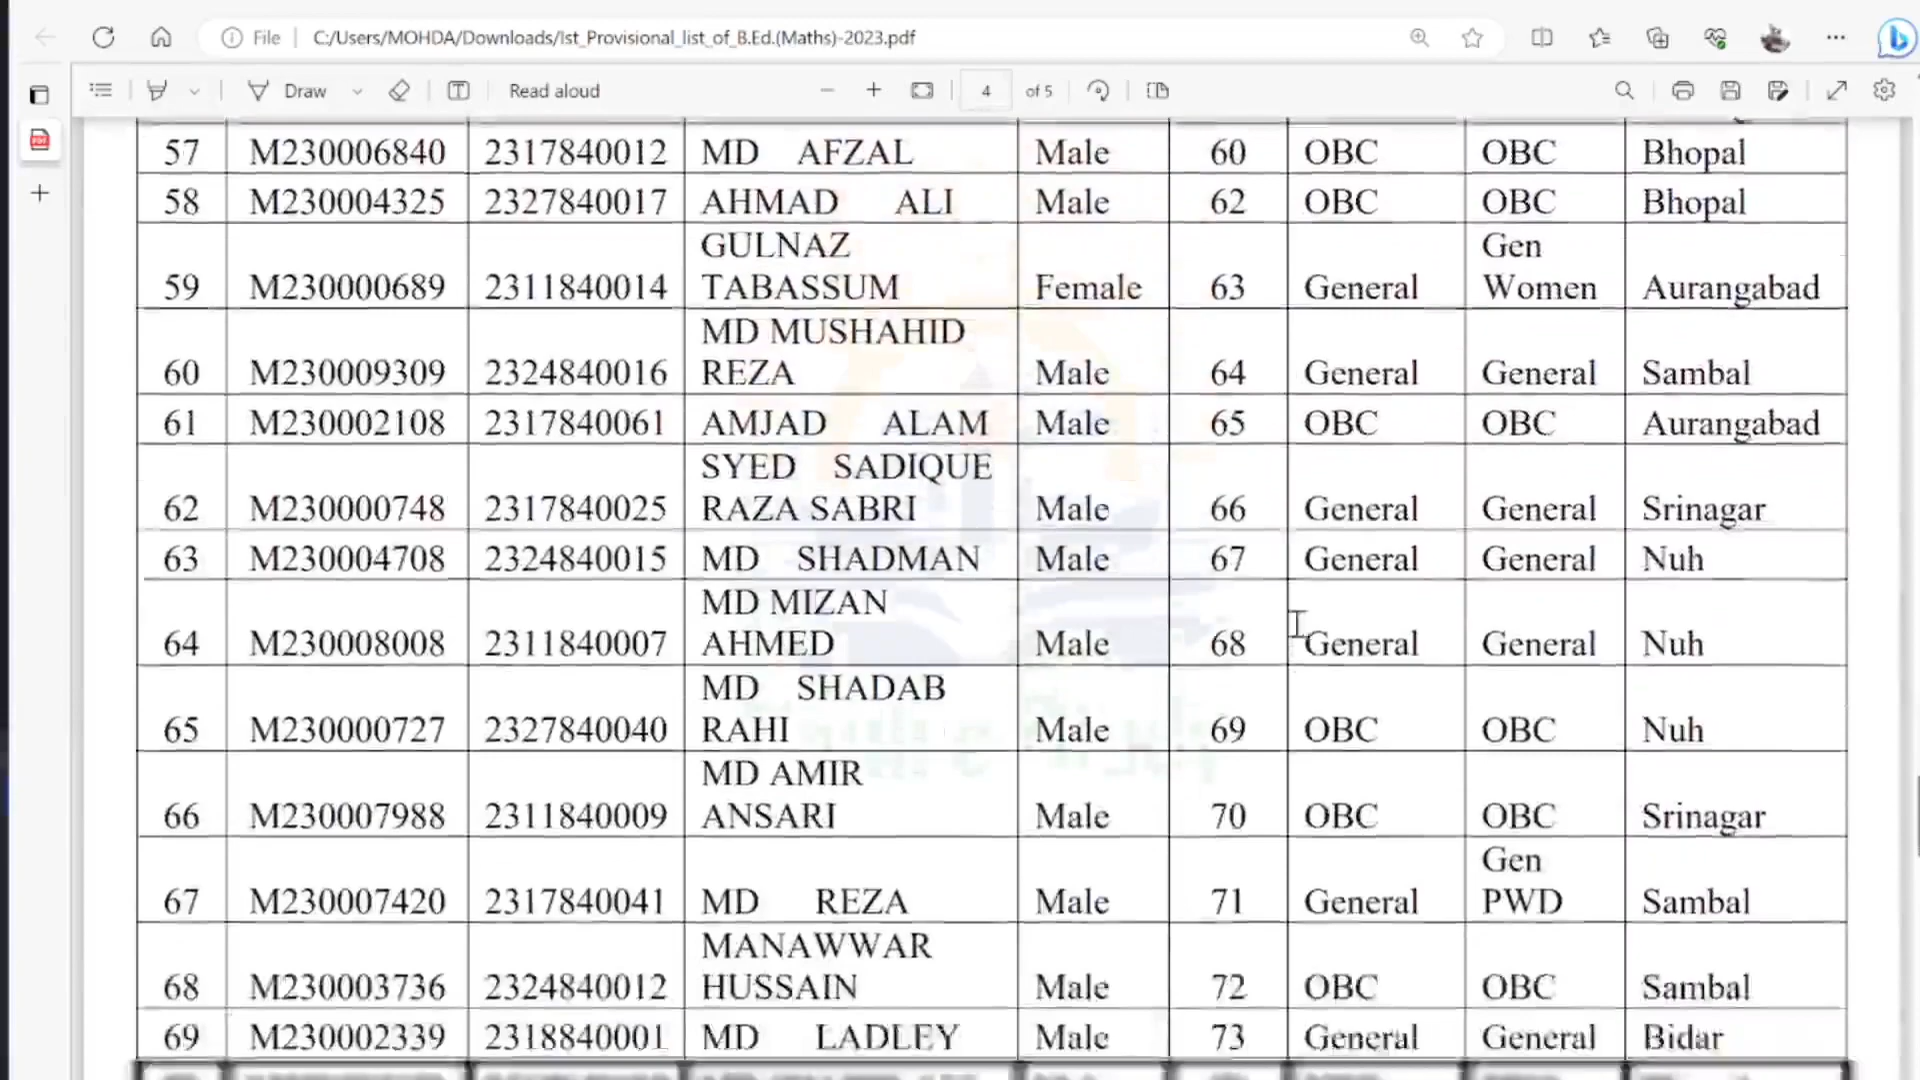 File C:/Users/MOHDA/Downloads/Ist_Provisional_list_of_B.Ed.(Maths)-2023.pdf
Draw Read aloud 4 of 5
57 M230006840 2317840012 MD AFZAL Male 60 OBC OBC Bhopal
58 M230004325 2327840017 AHMAD ALI Male 62 OBC OBC Bhopal
GULNAZ Gen
59 M230000689 2311840014 TABASSUM Female 63 General Women Aurangabad
MD MUSHAHID
60 M230009309 2324840016 REZA Male 64 General General Sambal
61 M230002108 2317840061 AMJAD ALAM Male 65 OBC OBC Aurangabad
SYED SADIQUE
62 M230000748 2317840025 RAZA SABRI Male 66 General General Srinagar
63 M230004708 2324840015 MD SHADMAN Male 67 General General Nuh
MD MIZAN
64 M230008008 2311840007 AHMED Male 68 General General Nuh
MD SHADAB
65 M230000727 2327840040 RAHI Male 69 OBC OBC Nuh
MD AMIR
66 M230007988 2311840009 ANSARI Male 70 OBC OBC Srinagar
Gen
67 M230007420 2317840041 MD REZA Male 71 General PWD Sambal
MANAWWAR
68 M230003736 2324840012 HUSSAIN Male 72 OBC OBC Sambal
69 M230002339 2318840001 MD LADLEY Male 73 General General Bidar